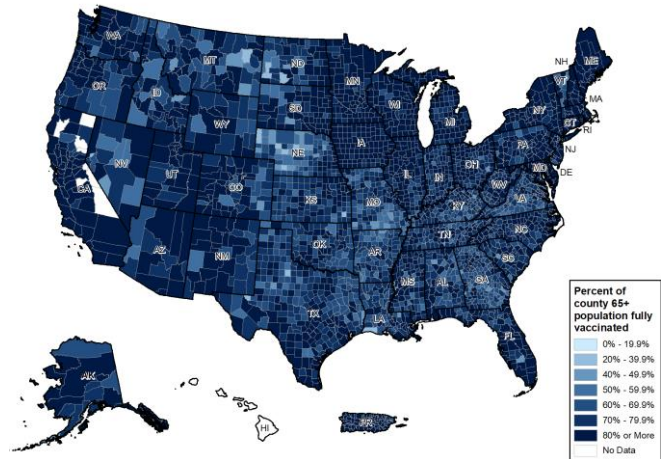 WA
OR
CA
NV
ID
MT
WY
UT
AZ
CO
NM
ND
SD
NE
KS
OK
TX
MN
IA
MO
AR
LA
WI
IL
MI
IN
OH
KY
TN
MS
AL
GA
FL
SC
NC
VA
WV
PA
NY
VT
NH
ME
MA
CT
RI
NJ
DE
MD
AK
HI
PR
Percent of
county 65+
population fully
vaccinated
0% - 19.9%
20% - 39.9%
40% - 49.9%
50% - 59.9%
60% - 69.9%
70% - 79.9%
80% or More
No Data